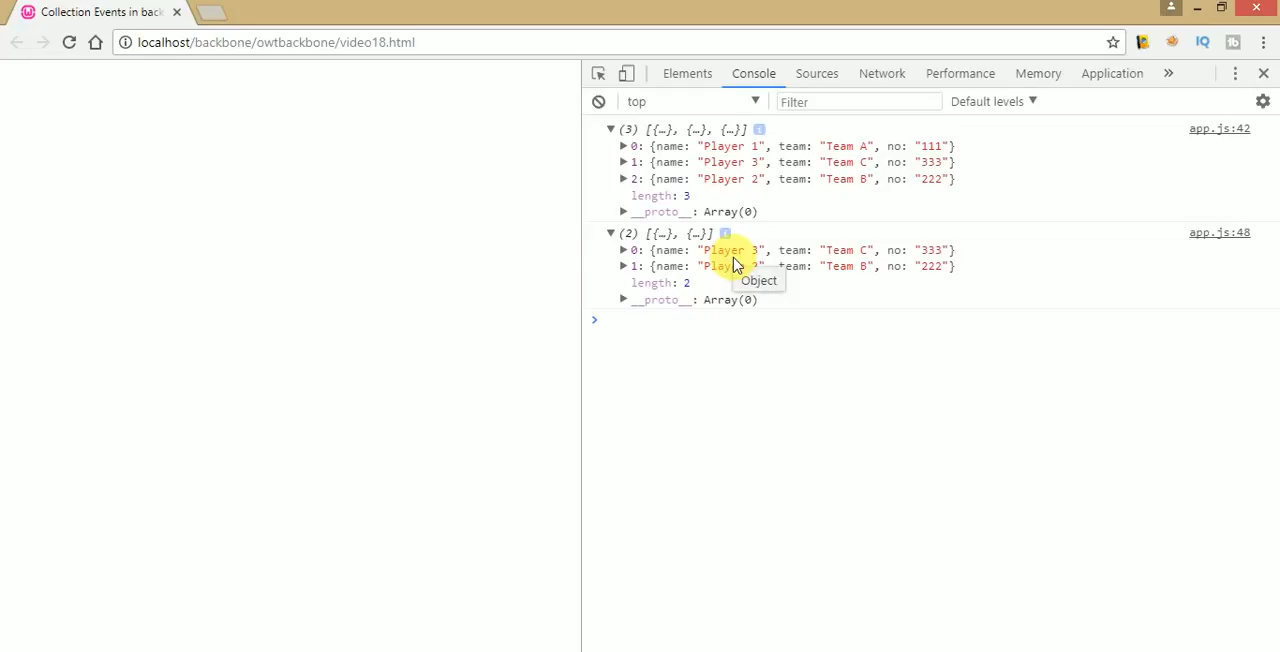 Collection Events in back
localhost/backbone/owtbackbone/video18.html
IQ
Elements Console Sources Network Performance Memory Application »
top Filter Default levels
(3) [{…}, {…}, {…}] i app.js:42
0: {name: "Player 1", team: "Team A", no: "111"}
1: {name: "Player 3", team: "Team C", no: "333"}
2: {name: "Player 2", team: "Team B", no: "222"}
length: 3
__proto__: Array(0)
(2) [{…}, {…}] i app.js:48
0: {name: "Player 3", team: "Team C", no: "333"}
1: {name: "Player 2", team: "Team B", no: "222"}
Object
length: 2
__proto__: Array(0)